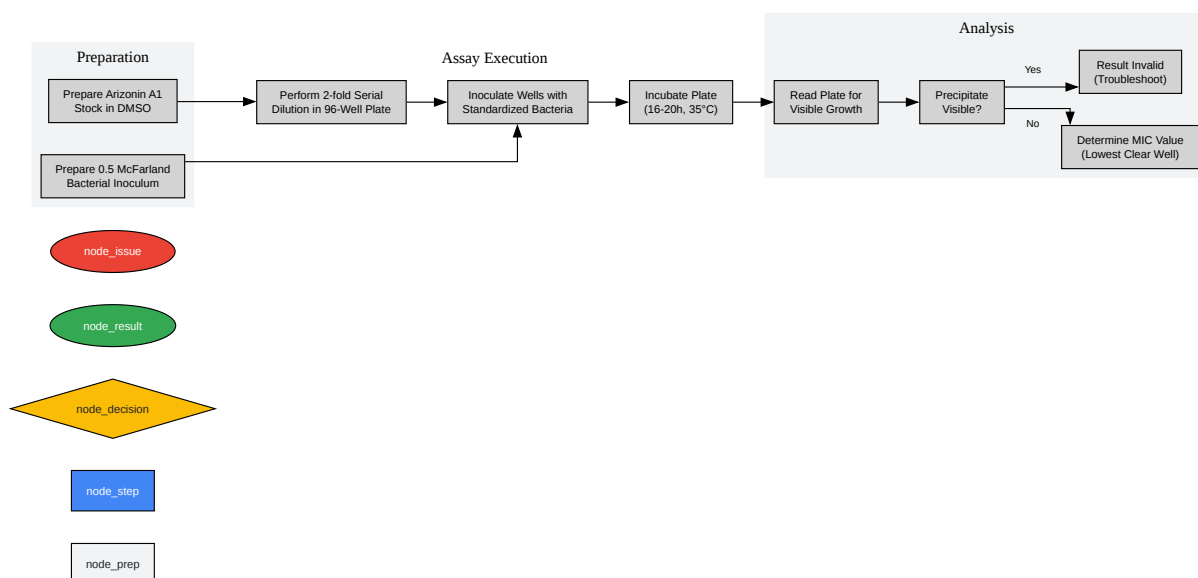 Preparation
Prepare Arizonin A1
Stock in DMSO
Prepare 0.5 McFarland
Bacterial Inoculum
Assay Execution
Perform 2-fold Serial
Dilution in 96-Well Plate
Inoculate Wells with
Standardized Bacteria
Incubate Plate
(16-20h, 35°C)
Analysis
Read Plate for
Visible Growth
Precipitate
Visible?
Yes
Result Invalid
(Troubleshoot)
No
Determine MIC Value
(Lowest Clear Well)
node_issue
node_result
node_decision
node_step
node_prep